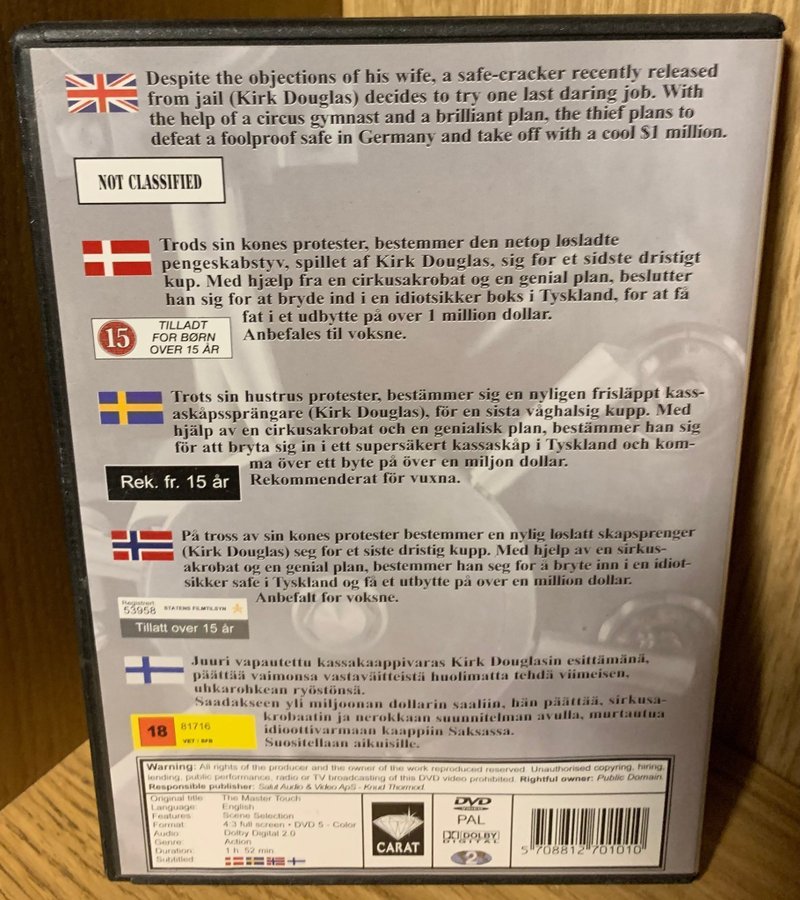 Despite the objections of his wife, a safe-cracker recently released
from jail (Kirk Douglas) decides to try one last daring job. With
the help of a circus gymnast and a brilliant plan, the thief plans to
defeat a foolproof safe in Germany and take off with a cool $1 million.
NOT CLASSIFIED
Trods sin kones protester, bestemmer den netop løsladte
pengeskabstyv, spillet af Kirk Douglas, sig for et sidste dristigt
kup. Med hjælp fra en cirkusakrobat og en genial plan, beslutter
han sig for at bryde ind i en idiotsikker boks i Tyskland, for at få
fat i et udbytte på over 1 million dollar.
Anbefales til voksne.
15
TILLADT
FOR BØRN
OVER 15 ÅR
Trots sin hustrus protester, bestämmer sig en nyligen frisläppt kass-
askåpssprängare (Kirk Douglas), för en sista våghalsig kupp. Med
hjälp av en cirkusakrobat och en genialisk plan, bestämmer han sig
för att bryta sig in i ett supersäkert kassaskåp i Tyskland och kom-
ma över ett byte på över en miljon dollar.
Rekommenderat för vuxna.
Rek. fr. 15 år
På tross av sin kones protester bestemmer en nylig løslatt skapsprenger
(Kirk Douglas) seg for et siste dristig kupp. Med hjelp av en sirkus-
akrobat og en genial plan, bestemmer han seg for å bryte inn i en idiot-
sikker safe i Tyskland og få et utbytte på over en million dollar.
Anbefalt for voksne.
Registrert
53958 STATENS FILMTILSYN
Tillatt over 15 år
Juuri vapautettu kassakaappivaras Kirk Douglasin esittämänä,
päättää vaimonsa vastaväitteistä huolimatta tehdä viimeisen,
uhkarohkean ryöstönsä.
Saadakseen yli miljoonan dollarin saaliin, hän päättää, sirkusa-
krobaatin ja nerokkaan suunnitelman avulla, murtautua
idioottivarmaan kaappiin Saksassa.
Suositellaan aikuisille.
18 81716
VET / SFB
Warning: All rights of the producer and the owner of the work reproduced reserved. Unauthorised copying, hiring,
lending, public performance, radio or TV broadcasting of this DVD video prohibited. Rightful owner: Public Domain.
Responsible publisher: Salut Audio & Video ApS - Knud Thormod.
Original title: The Master Touch
Language: English
Features: Scene Selection
Format: 4:3 full screen • DVD 5 - Color
Audio: Dolby Digital 2.0
Genre: Action
Duration: 1 h 52 min.
Subtitled:
CARAT
DVD
VIDEO
PAL
DOLBY
DIGITAL
2
5 708812 701010